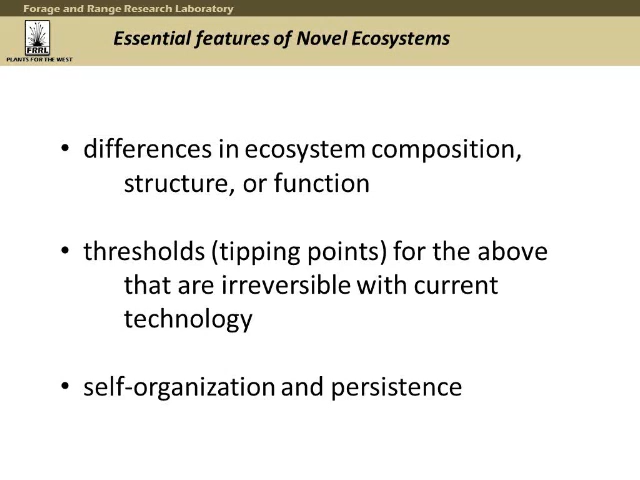 Forage and Range Research Laboratory
Essential features of Novel Ecosystems
FRRL
PLANTS FOR THE WEST
• differences in ecosystem composition,
structure, or function
• thresholds (tipping points) for the above
that are irreversible with current
technology
• self-organization and persistence